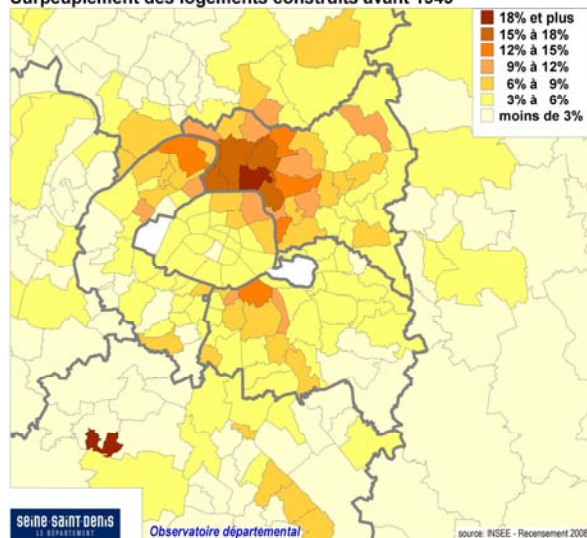 Surpeuplement des logements construits avant 1949
18% et plus
15% à 18%
12% à 15%
9% à 12%
6% à 9%
3% à 6%
moins de 3%
seine-saint-denis
LE DÉPARTEMENT
Observatoire départemental
source: INSEE - Recensement